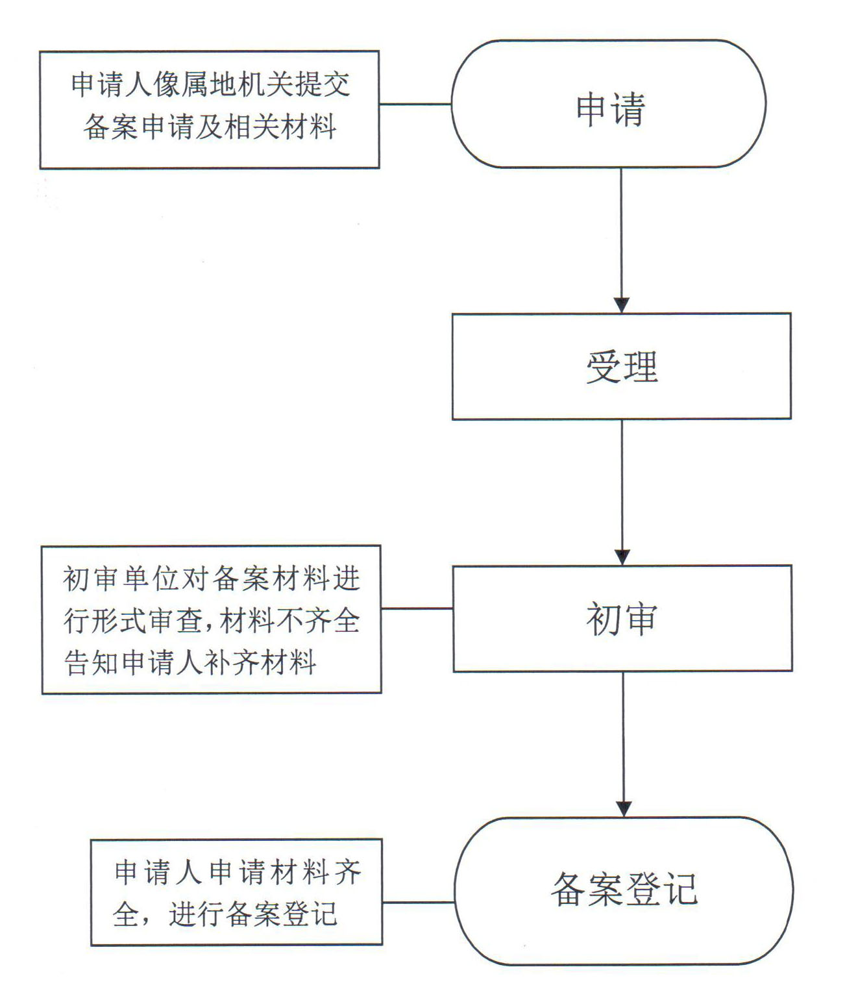 申请人像属地机关提交
备案申请及相关材料
申请
受理
初审单位对备案材料进
行形式审查，材料不齐全
告知申请人补齐材料
初审
申请人申请材料齐
全，进行备案登记
备案登记